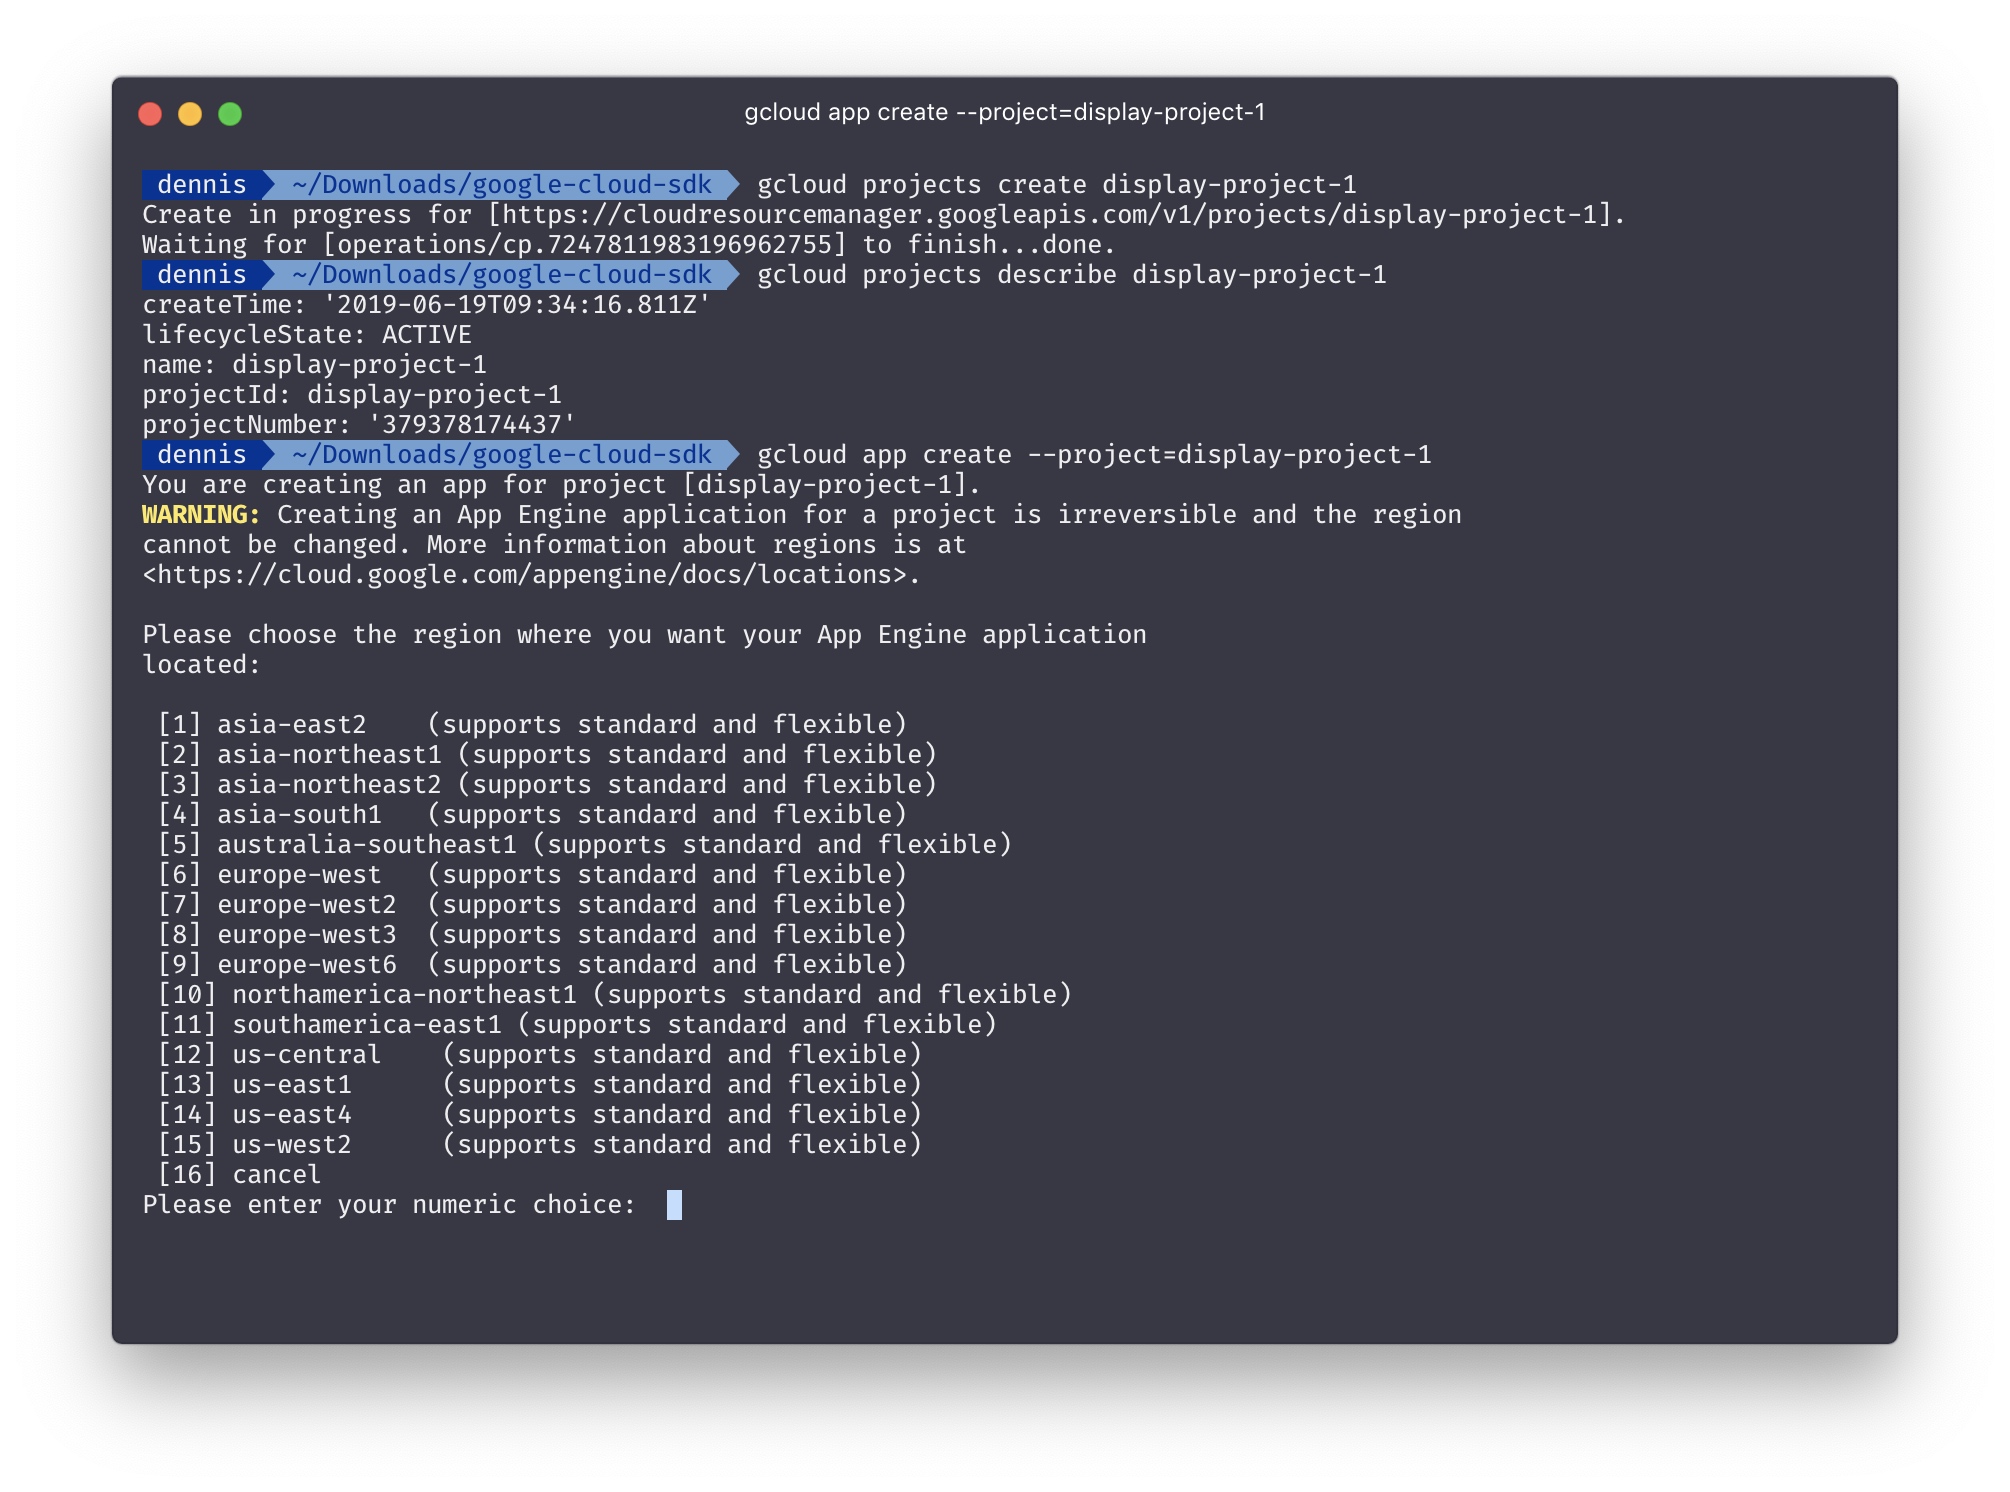 gcloud app create --project=display-project-1
dennis ~/Downloads/google-cloud-sdk gcloud projects create display-project-1
Create in progress for [https://cloudresourcemanager.googleapis.com/v1/projects/display-project-1].
Waiting for [operations/cp.7247811983196962755] to finish...done.
dennis ~/Downloads/google-cloud-sdk gcloud projects describe display-project-1
createTime: '2019-06-19T09:34:16.811Z'
lifecycleState: ACTIVE
name: display-project-1
projectId: display-project-1
projectNumber: '379378174437'
dennis ~/Downloads/google-cloud-sdk gcloud app create --project=display-project-1
You are creating an app for project [display-project-1].
WARNING: Creating an App Engine application for a project is irreversible and the region
cannot be changed. More information about regions is at
<https://cloud.google.com/appengine/docs/locations>.
Please choose the region where you want your App Engine application
located:
[1] asia-east2    (supports standard and flexible)
[2] asia-northeast1 (supports standard and flexible)
[3] asia-northeast2 (supports standard and flexible)
[4] asia-south1   (supports standard and flexible)
[5] australia-southeast1 (supports standard and flexible)
[6] europe-west   (supports standard and flexible)
[7] europe-west2  (supports standard and flexible)
[8] europe-west3  (supports standard and flexible)
[9] europe-west6  (supports standard and flexible)
[10] northamerica-northeast1 (supports standard and flexible)
[11] southamerica-east1 (supports standard and flexible)
[12] us-central    (supports standard and flexible)
[13] us-east1      (supports standard and flexible)
[14] us-east4      (supports standard and flexible)
[15] us-west2      (supports standard and flexible)
[16] cancel
Please enter your numeric choice: